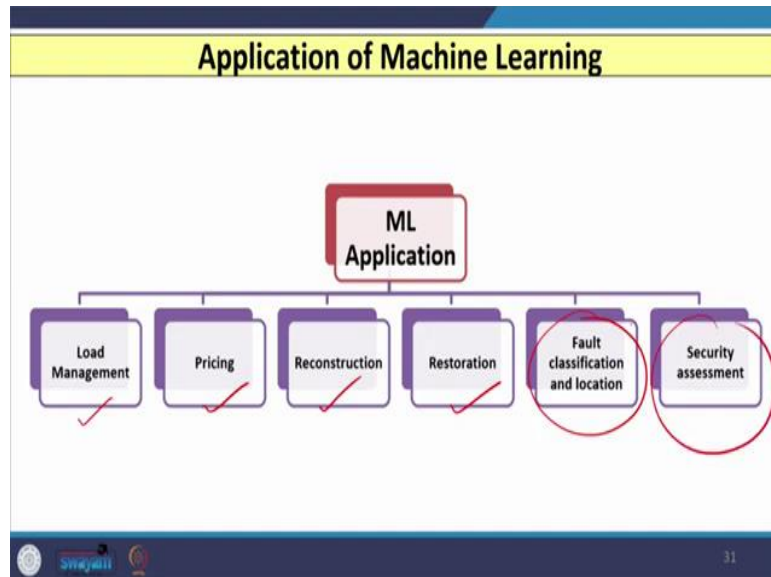 Application of Machine Learning
ML
Application
Load
Management
Pricing
Reconstruction
Restoration
Fault
classification
and location
Security
assessment
swayam
31